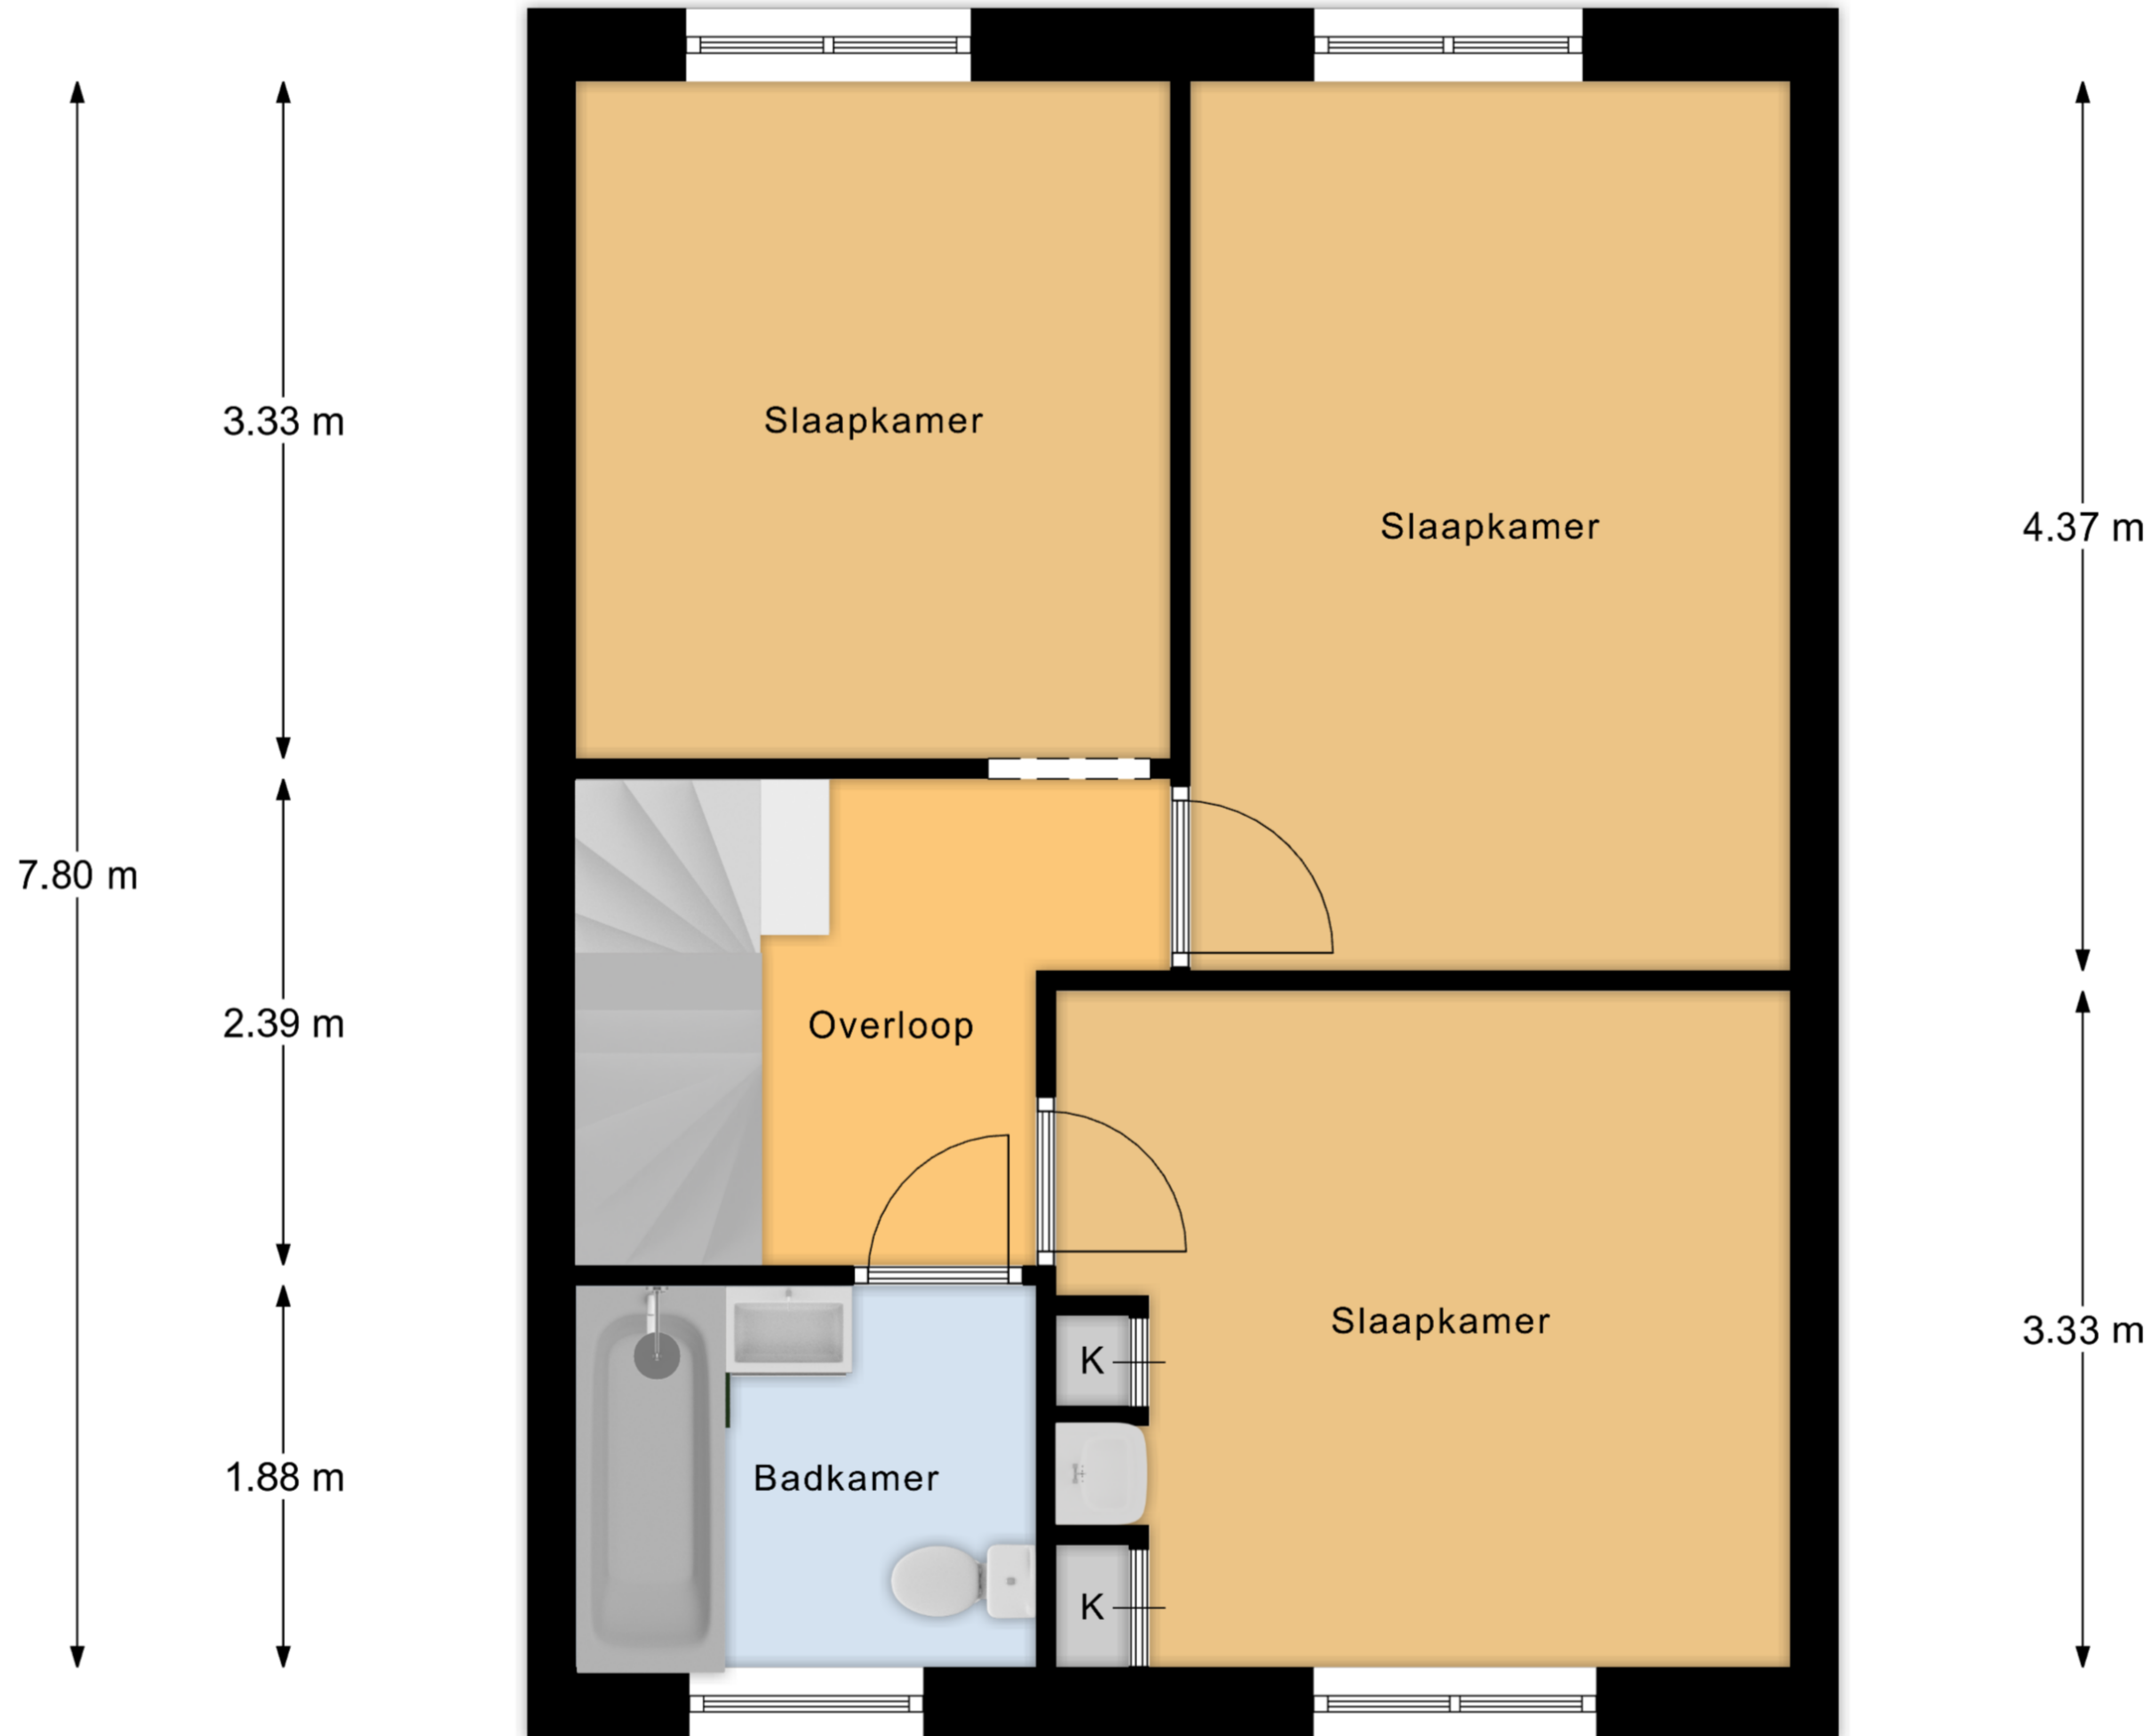 3.33 m
Slaapkamer
Slaapkamer
4.37 m
7.80 m
2.39 m
Overloop
Slaapkamer
3.33 m
K
1.88 m
Badkamer
K